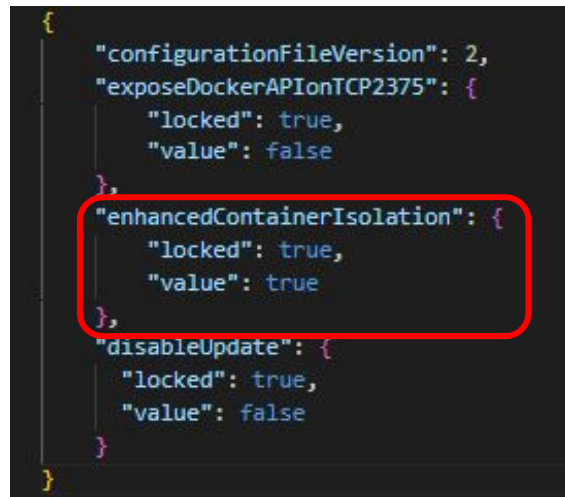 {
"configurationFileVersion": 2,
"exposeDockerAPIonTCP2375": {
"locked": true,
"value": false
},
"enhancedContainerIsolation": {
"locked": true,
"value": true
},
"disableUpdate": {
"locked": true,
"value": false
}
}